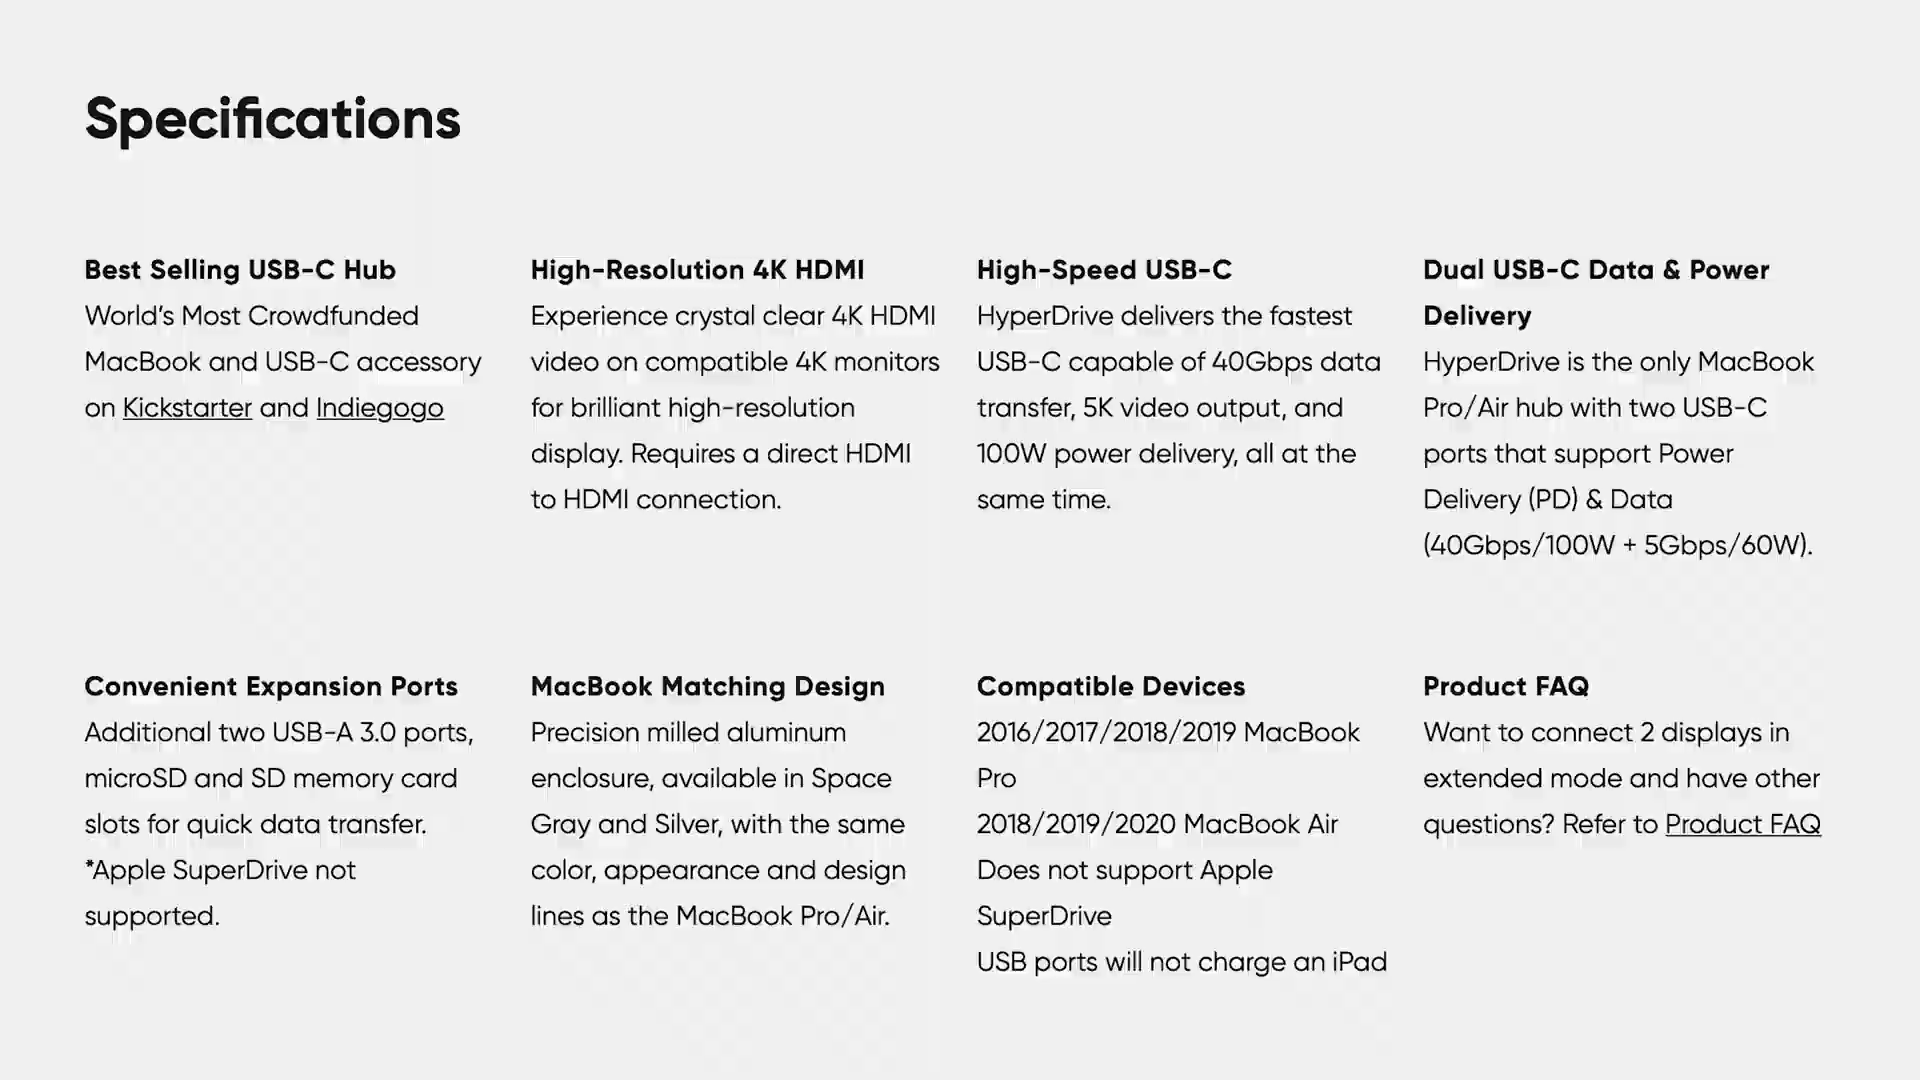 Specifications
Best Selling USB-C Hub
World's Most Crowdfunded
MacBook and USB-C accessory
on Kickstarter and Indiegogo
High-Resolution 4K HDMI
Experience crystal clear 4K HDMI
video on compatible 4K monitors
for brilliant high-resolution
display. Requires a direct HDMI
to HDMI connection.
High-Speed USB-C
HyperDrive delivers the fastest
USB-C capable of 40Gbps data
transfer, 5K video output, and
100W power delivery, all at the
same time.
Dual USB-C Data & Power
Delivery
HyperDrive is the only MacBook
Pro/Air hub with two USB-C
ports that support Power
Delivery (PD) & Data
(40Gbps/100W + 5Gbps/60W).
Convenient Expansion Ports
Additional two USB-A 3.0 ports,
microSD and SD memory card
slots for quick data transfer.
*Apple SuperDrive not
supported.
MacBook Matching Design
Precision milled aluminum
enclosure, available in Space
Gray and Silver, with the same
color, appearance and design
lines as the MacBook Pro/Air.
Compatible Devices
2016/2017/2018/2019 MacBook
Pro
2018/2019/2020 MacBook Air
Does not support Apple
SuperDrive
USB ports will not charge an iPad
Product FAQ
Want to connect 2 displays in
extended mode and have other
questions? Refer to Product FAQ